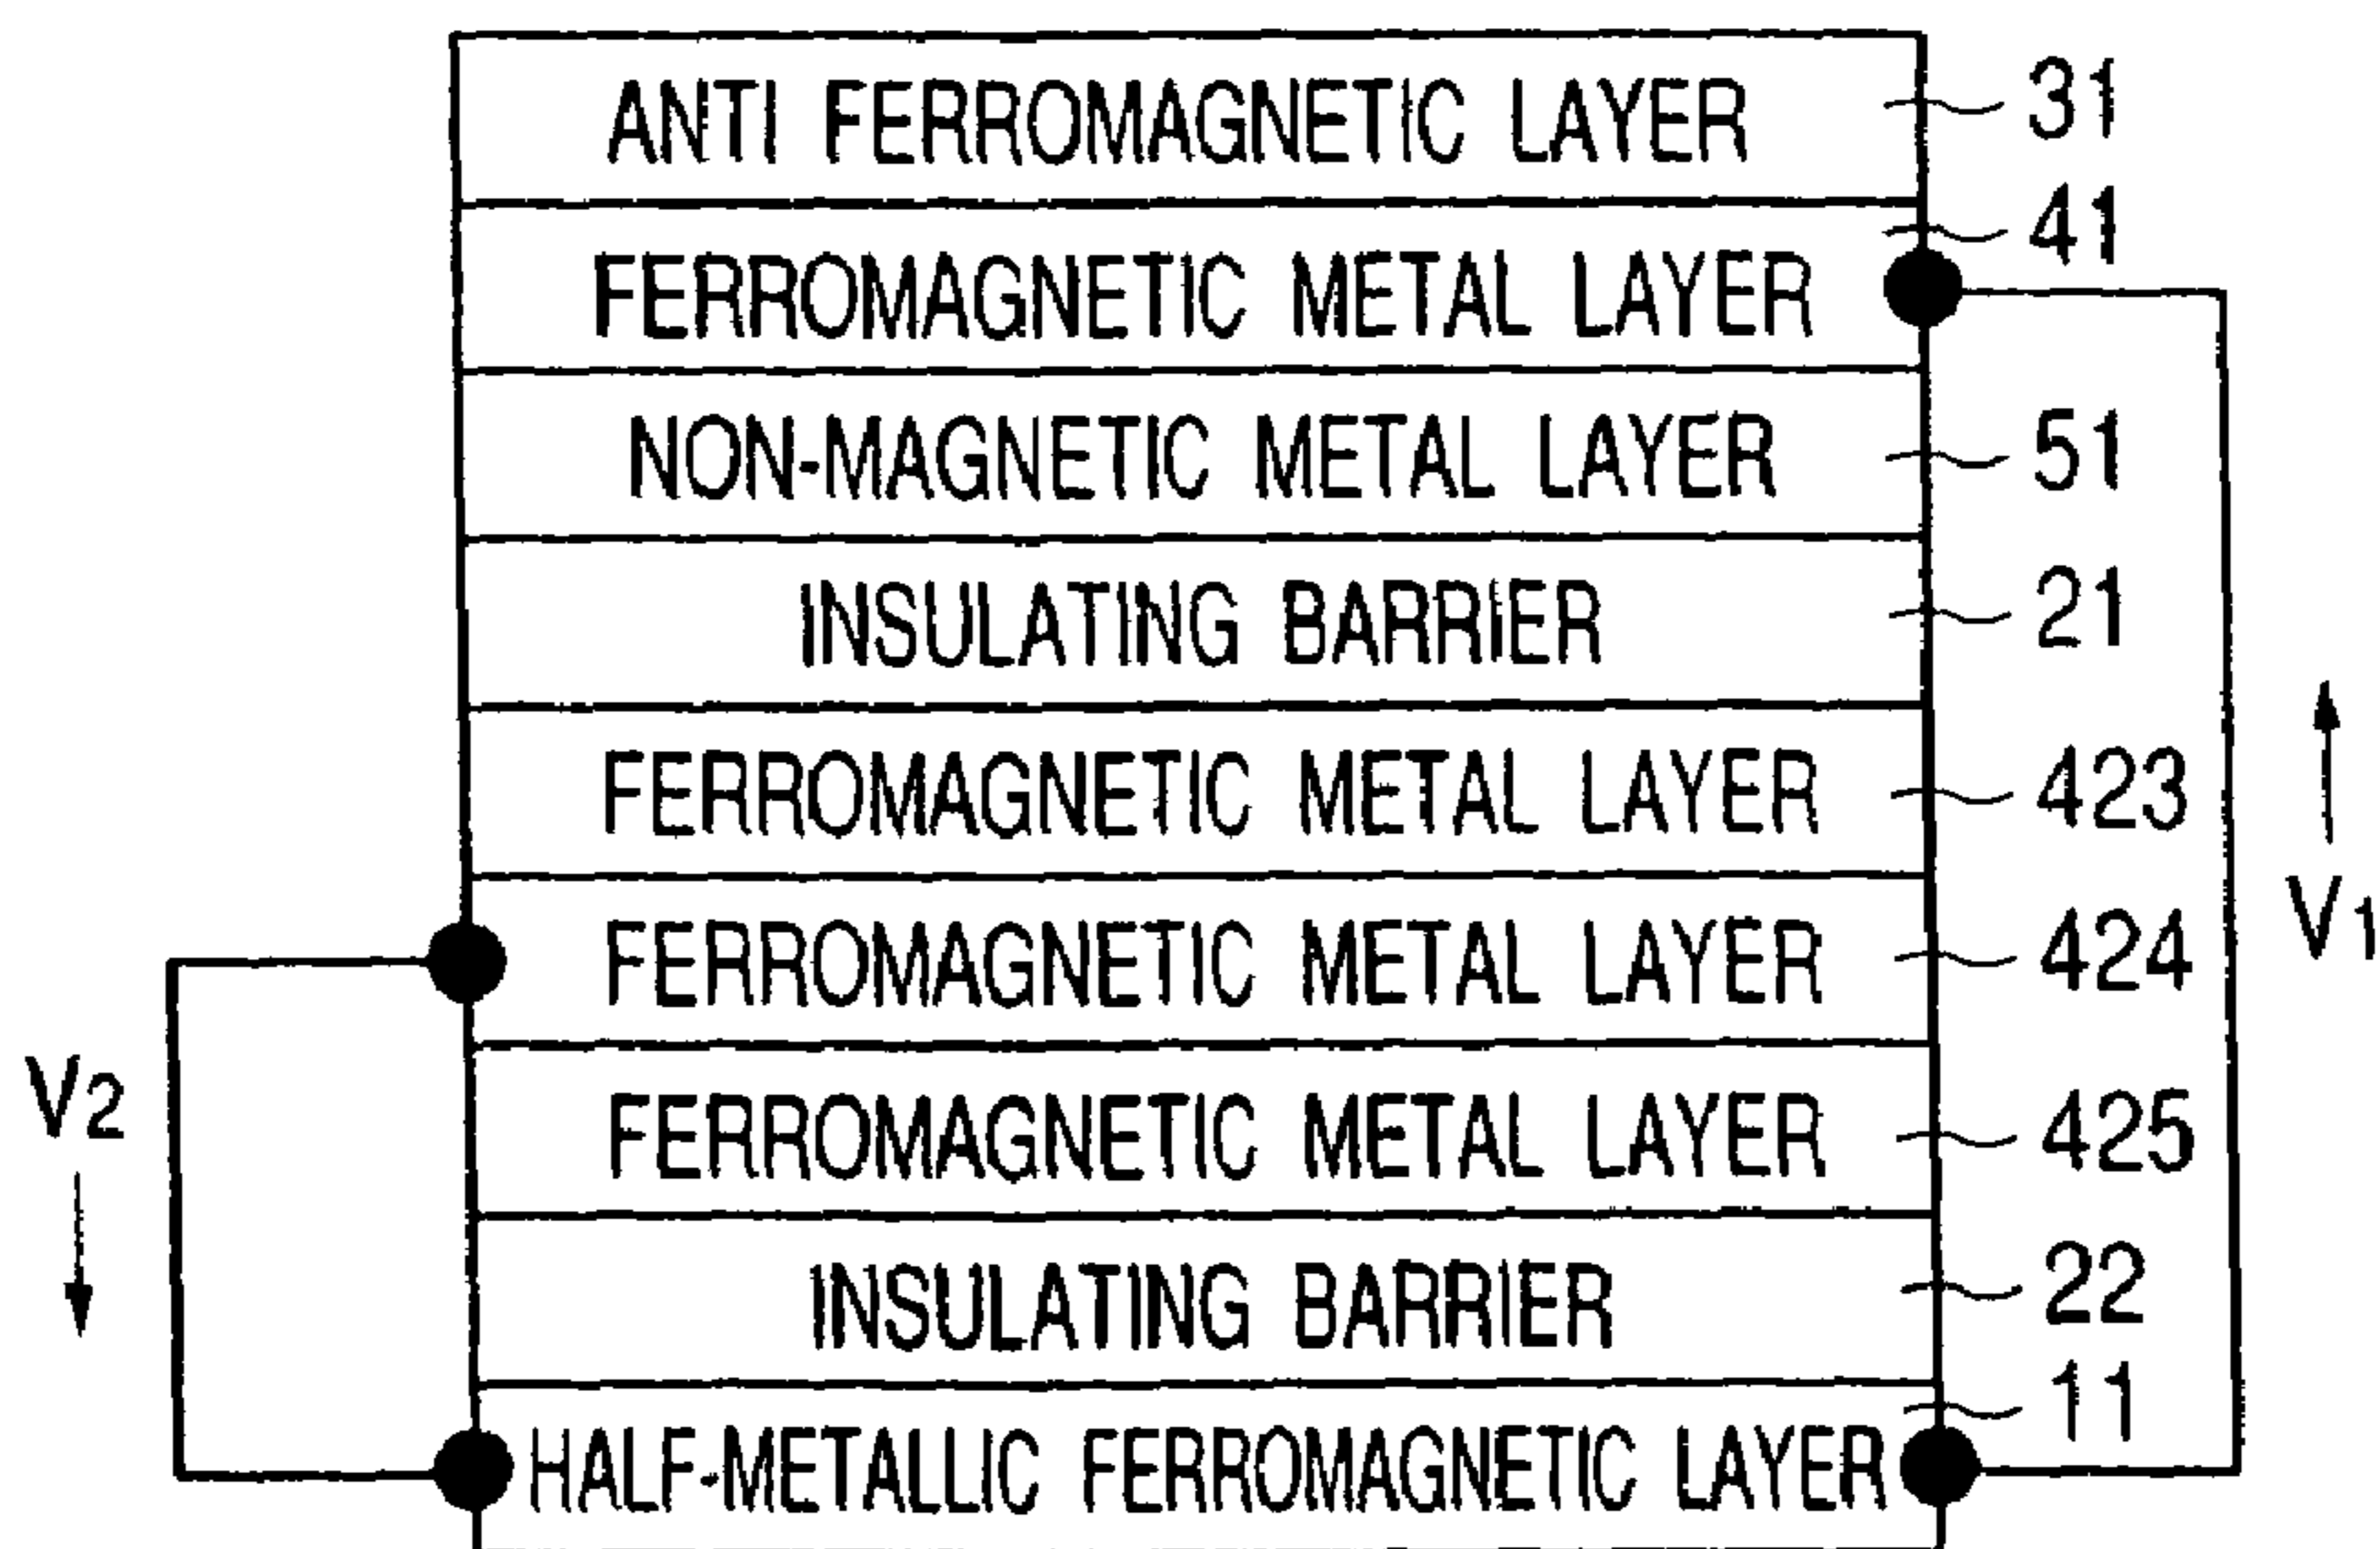 ANTI FERROMAGNETIC LAYER 31
FERROMAGNETIC METAL LAYER 41
NON-MAGNETIC METAL LAYER 51
INSULATING BARRIER 21
FERROMAGNETIC METAL LAYER 423
V1
FERROMAGNETIC METAL LAYER 424
V2
FERROMAGNETIC METAL LAYER 425
INSULATING BARRIER 22
HALF-METALLIC FERROMAGNETIC LAYER 11